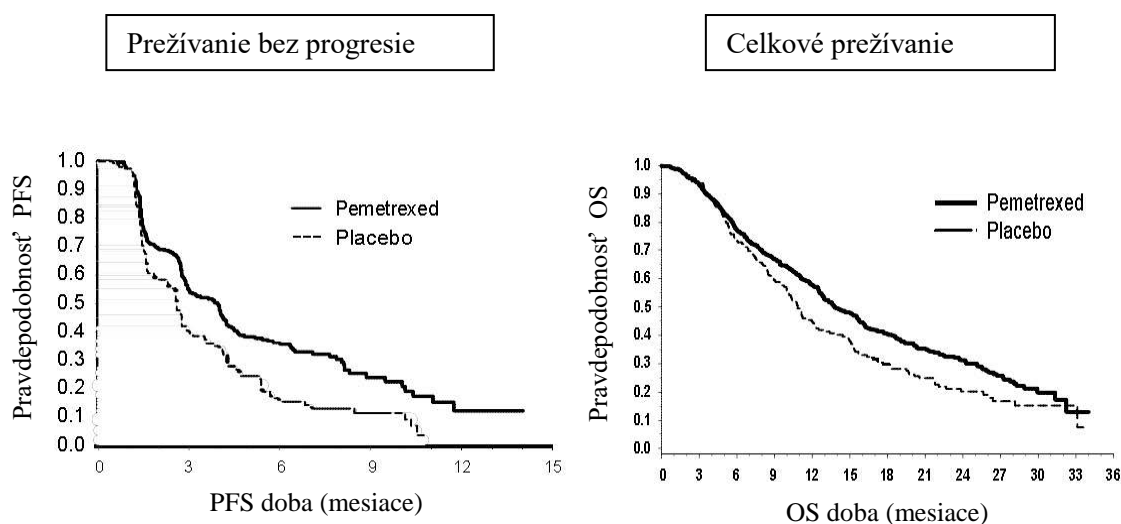 Prežívanie bez progresie
Celkové prežívanie
Pravdepodobnosť PFS
1.0
0.9
0.8
0.7
0.6
0.5
0.4
0.3
0.2
0.1
0.0
Pemetrexed
Placebo
0 3 6 9 12 15
PFS doba (mesiace)
Pravdepodobnosť OS
1.0
0.9
0.8
0.7
0.6
0.5
0.4
0.3
0.2
0.1
0.0
Pemetrexed
Placebo
0 3 6 9 12 15 18 21 24 27 30 33 36
OS doba (mesiace)